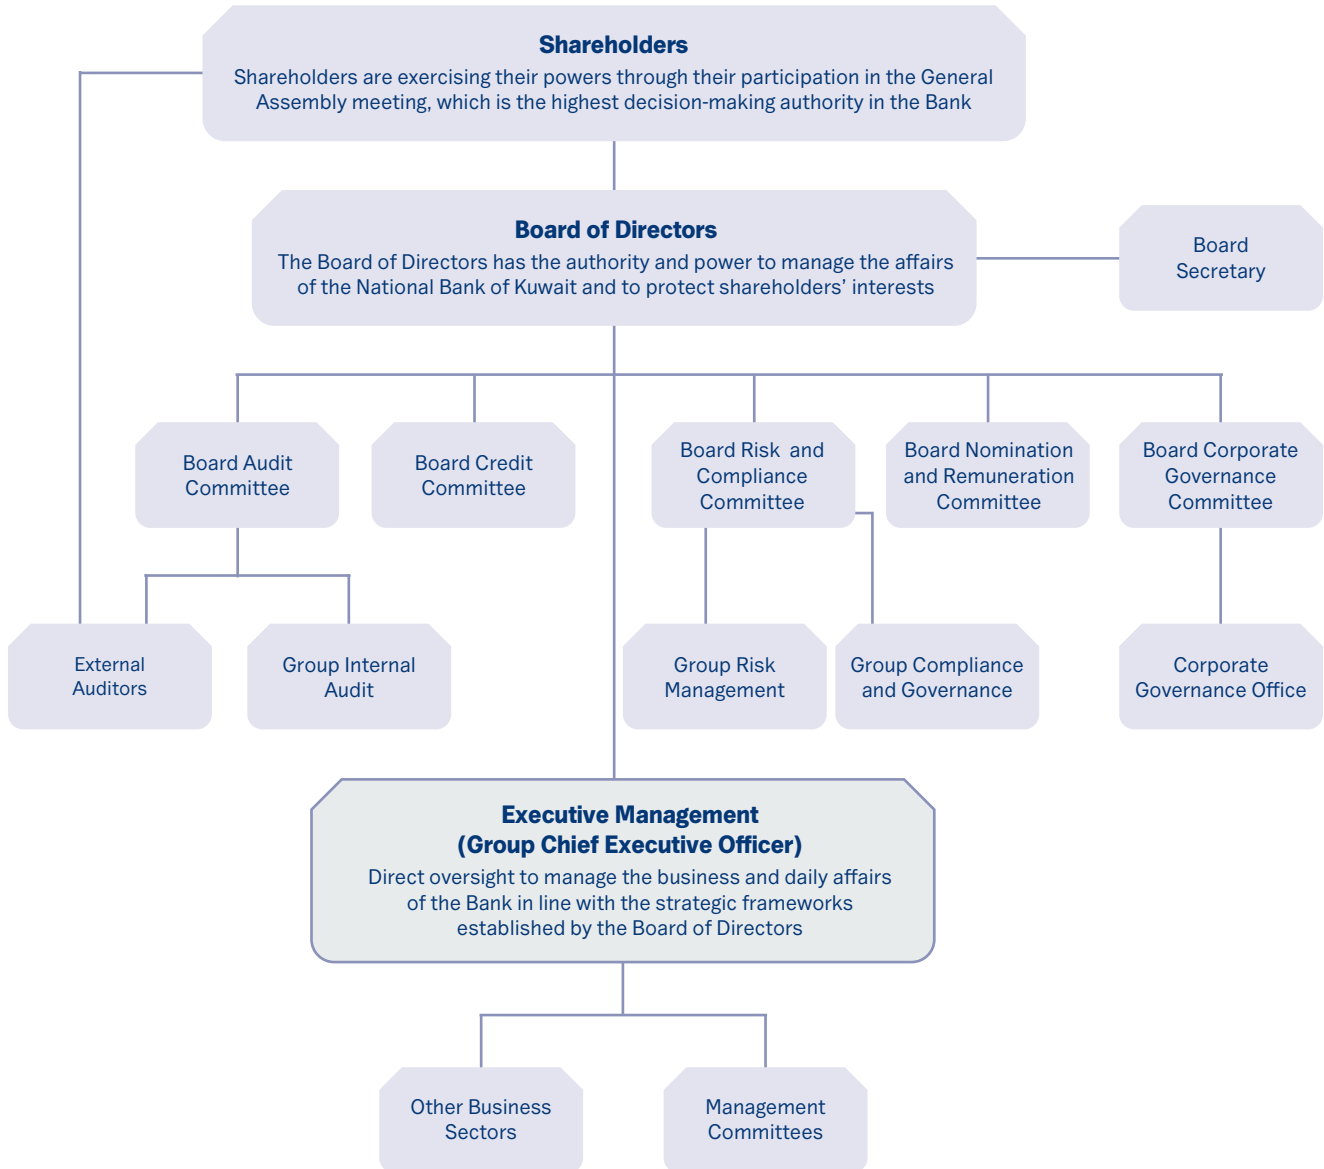 Shareholders
Shareholders are exercising their powers through their participation in the General
Assembly meeting, which is the highest decision-making authority in the Bank
Board of Directors
The Board of Directors has the authority and power to manage the affairs
of the National Bank of Kuwait and to protect shareholders’ interests
Board
Secretary
Board Audit
Committee
Board Credit
Committee
Board Risk and
Compliance
Committee
Board Nomination
and Remuneration
Committee
Board Corporate
Governance
Committee
External
Auditors
Group Internal
Audit
Group Risk
Management
Group Compliance
and Governance
Corporate
Governance Office
Executive Management
(Group Chief Executive Officer)
Direct oversight to manage the business and daily affairs
of the Bank in line with the strategic frameworks
established by the Board of Directors
Other Business
Sectors
Management
Committees